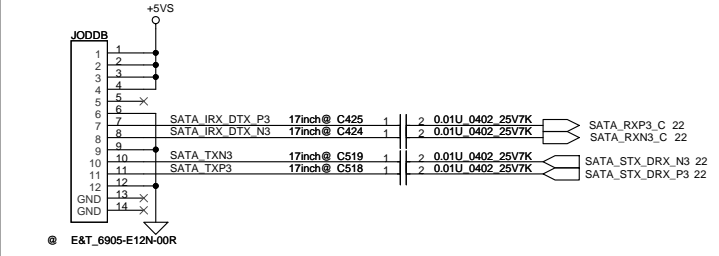 +5VS
JODDB
1 1
2 2
3 3
4 4
5 5
6 6
7 7 SATA_IRX_DTX_P3 17inch@ C425 1 2 0.01U_0402_25V7K SATA_RXP3_C 22
8 8 SATA_IRX_DTX_N3 17inch@ C424 1 2 0.01U_0402_25V7K SATA_RXN3_C 22
9 9
10 10 SATA_TXN3 17inch@ C519 1 2 0.01U_0402_25V7K SATA_STX_DRX_N3 22
11 11 SATA_TXP3 17inch@ C518 1 2 0.01U_0402_25V7K SATA_STX_DRX_P3 22
12 12
GND 13
GND 14
@ E&T_6905-E12N-00R